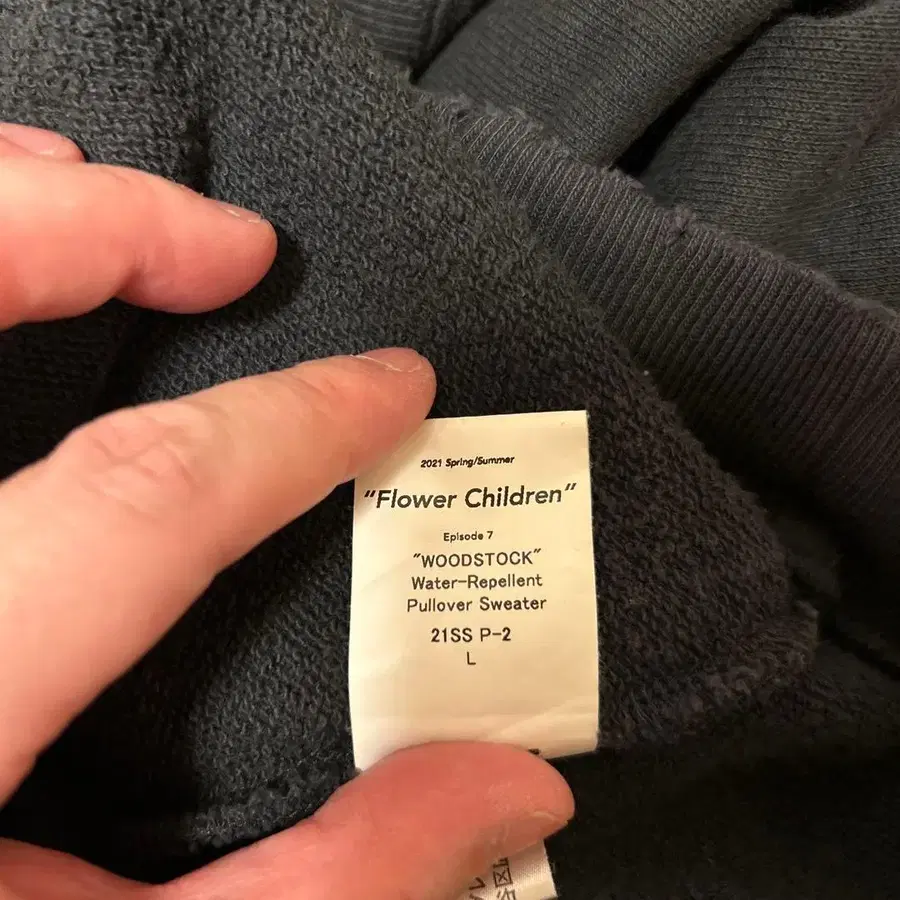 2021 Spring/Summer
"Flower Children"
Episode 7
"WOODSTOCK"
Water-Repellent
Pullover Sweater
21SS P-2
L